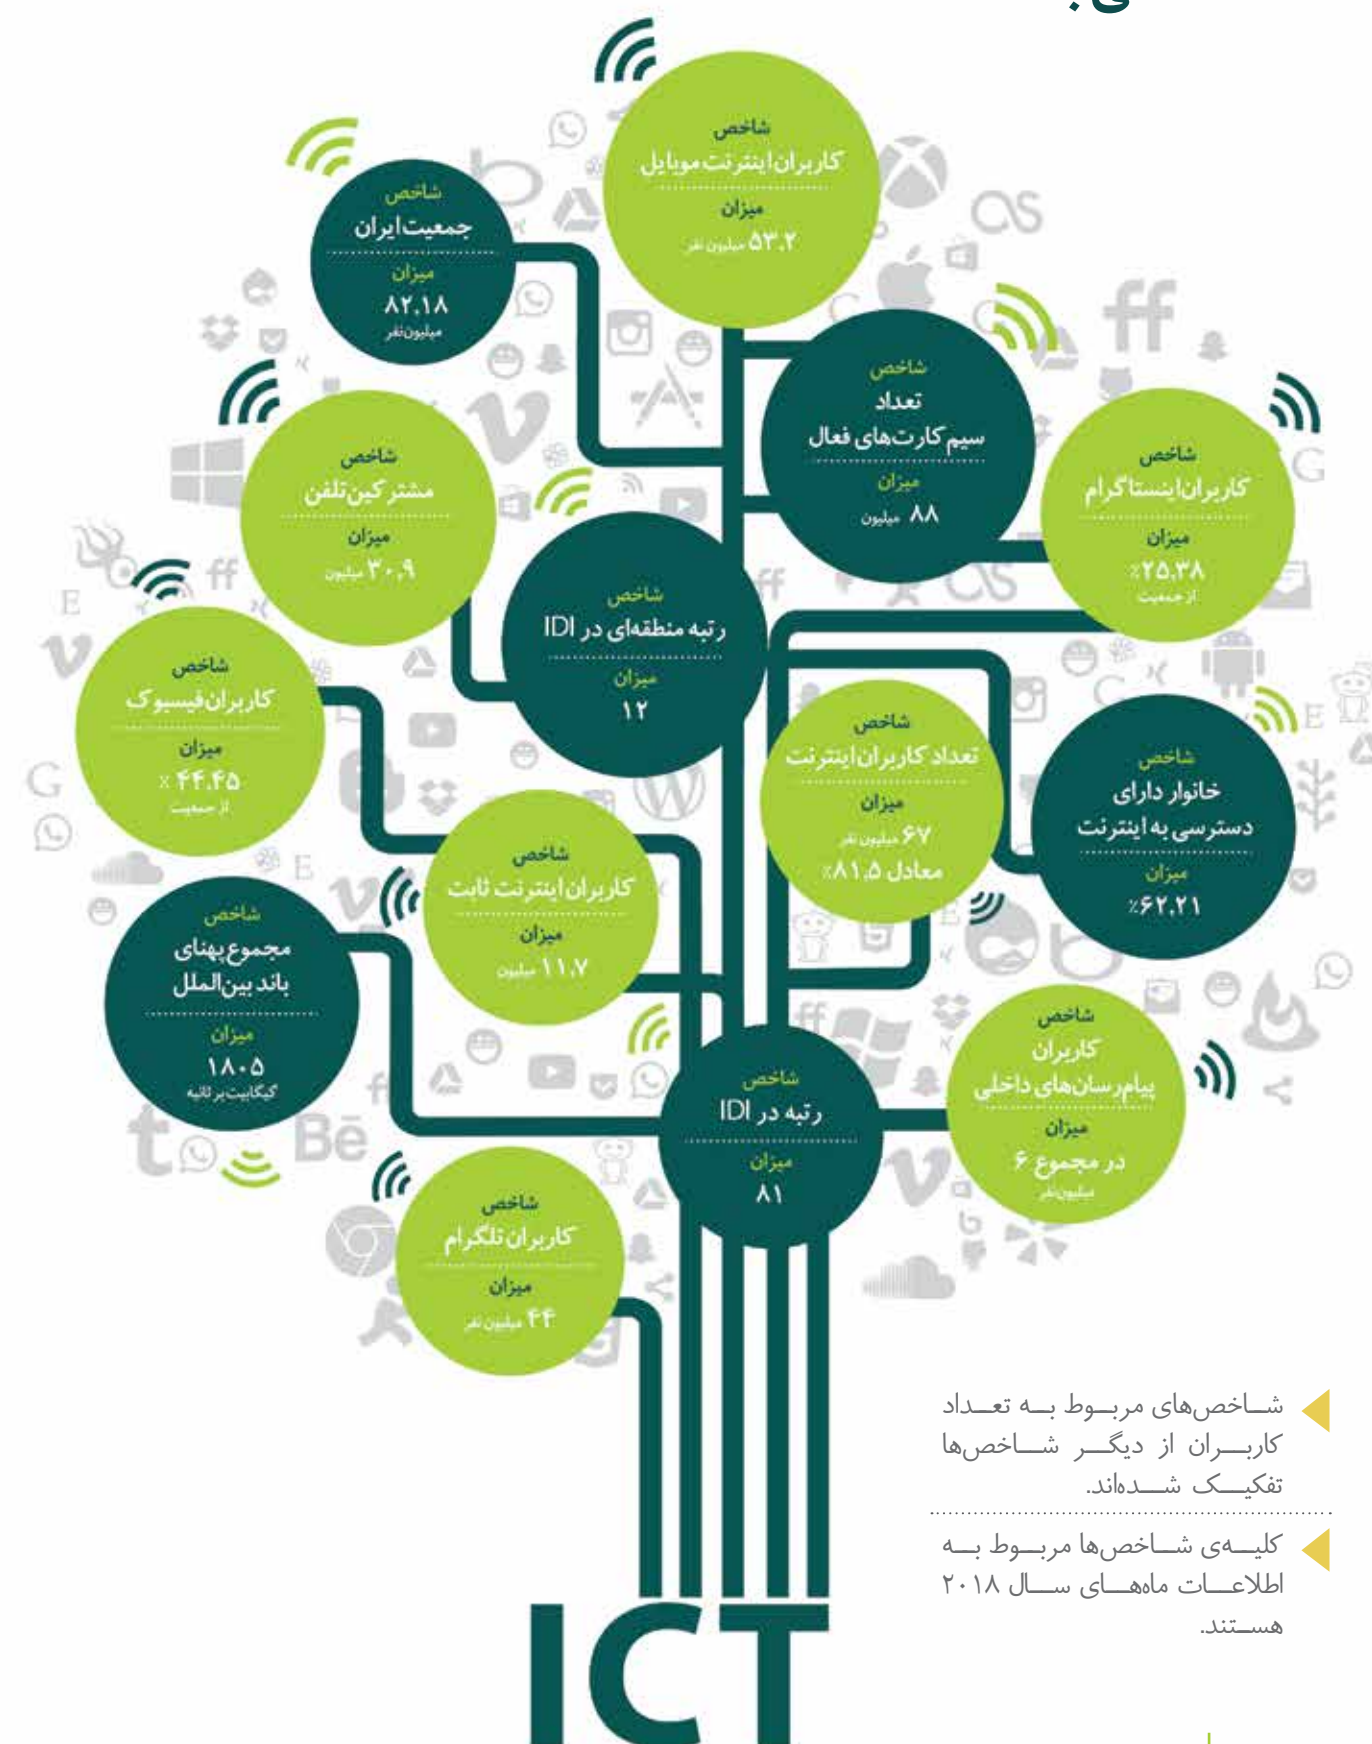 شاخص
کاربران اینترنت موبایل
میزان
۵۳.۲ میلیون نفر
شاخص
جمعیت ایران
میزان
۸۲.۱۸
میلیون نفر
شاخص
تعداد
سیم کارت‌های فعال
میزان
۸۸ میلیون
شاخص
کاربران اینستاگرام
میزان
٪۲۵.۳۸
از جمعیت
شاخص
مشترکین تلفن
میزان
۳۰.۹ میلیون
شاخص
رتبه منطقه‌ای در IDI
میزان
۱۲
شاخص
کاربران فیسبوک
میزان
۴۴.۴۵ ٪
از جمعیت
شاخص
تعداد کاربران اینترنت
میزان
۶۷ میلیون نفر
معادل ۸۱.۵٪
شاخص
خانوار دارای
دسترسی به اینترنت
میزان
٪۶۲.۲۱
شاخص
کاربران اینترنت ثابت
میزان
۱۱.۷ میلیون
شاخص
مجموع پهنای
باند بین‌الملل
میزان
۱۸۰۵
گیگابیت بر ثانیه
شاخص
کاربران
پیام‌رسان‌های داخلی
میزان
در مجموع ۶
میلیون نفر
شاخص
رتبه در IDI
میزان
۸۱
شاخص
کاربران تلگرام
میزان
۴۴ میلیون نفر
شاخص‌های مربوط به تعداد
کاربران از دیگر شاخص‌ها
تفکیک شده‌اند.
کلیه‌ی شاخص‌ها مربوط به
اطلاعات ماه‌های سال ۲۰۱۸
هستند.
ICT